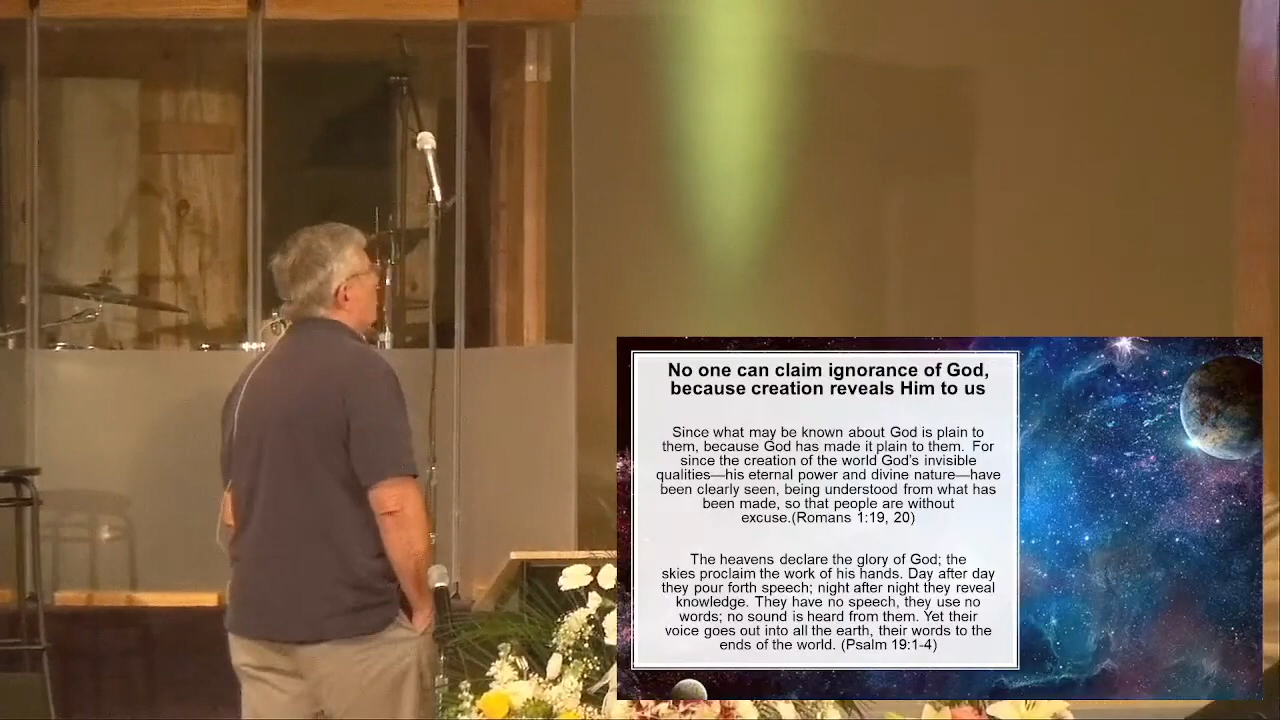 No one can claim ignorance of God,
because creation reveals Him to us
Since what may be known about God is plain to
them, because God has made it plain to them. For
since the creation of the world God's invisible
qualities—his eternal power and divine nature—have
been clearly seen, being understood from what has
been made, so that people are without
excuse.(Romans 1:19, 20)
The heavens declare the glory of God; the
skies proclaim the work of his hands. Day after day
they pour forth speech; night after night they reveal
knowledge. They have no speech, they use no
words; no sound is heard from them. Yet their
voice goes out into all the earth, their words to the
ends of the world. (Psalm 19:1-4)